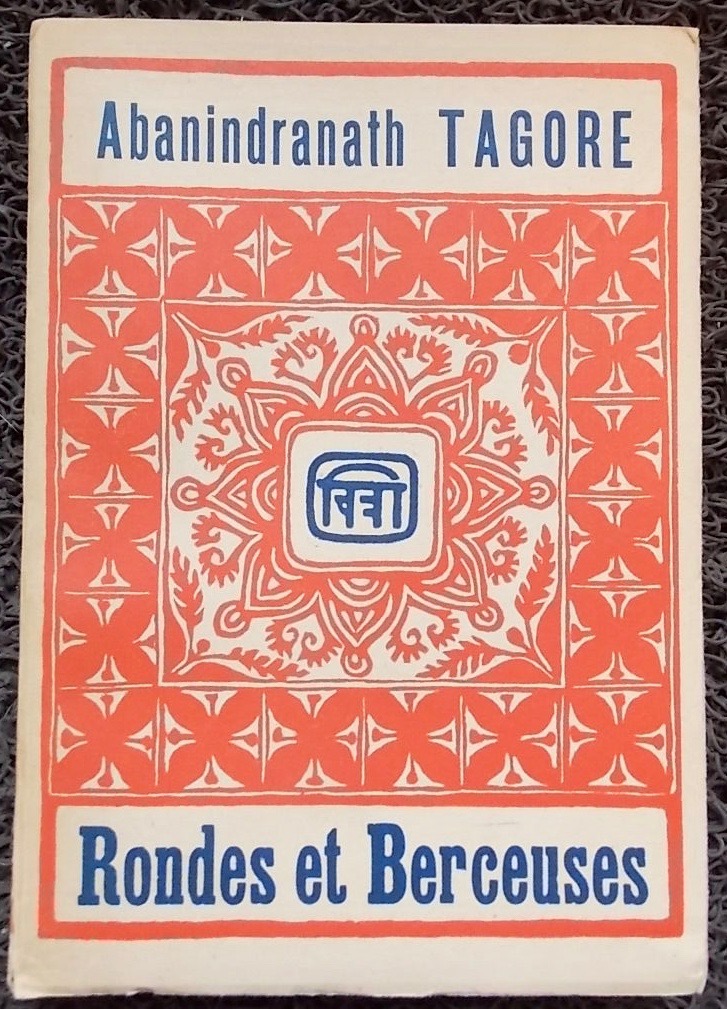 Abanindranath TAGORE
चित्रा
Rondes et Berceuses